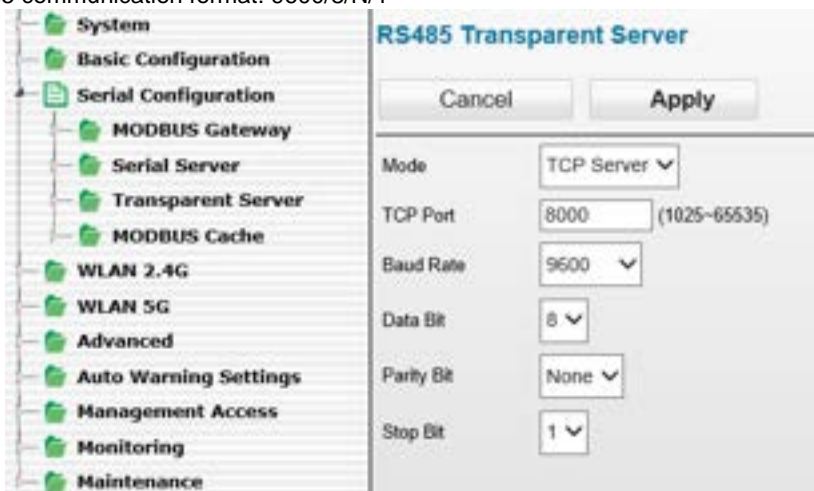 System
Basic Configuration
Serial Configuration
MODBUS Gateway
Serial Server
Transparent Server
MODBUS Cache
WLAN 2.4G
WLAN 5G
Advanced
Auto Warning Settings
Management Access
Monitoring
Maintenance
RS485 Transparent Server
Cancel Apply
Mode TCP Server
TCP Port 8000 (1025~65535)
Baud Rate 9600
Data Bit 8
Parity Bit None
Stop Bit 1